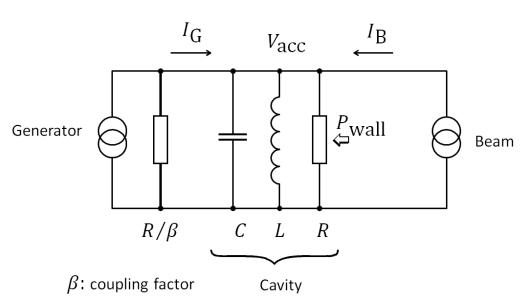 I_G
V_acc
I_B
Generator
P_wall
Beam
R/β
C
L
R
β: coupling factor
Cavity